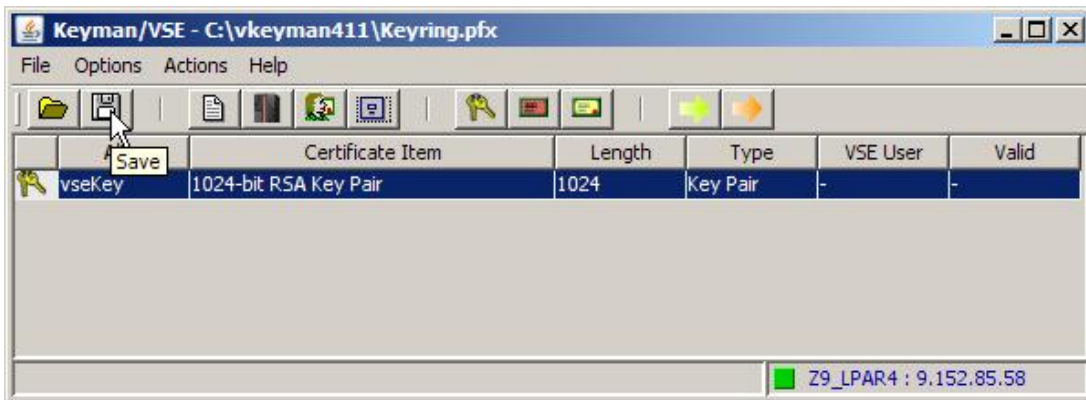 Keyman/VSE - C:\vkeyman411\Keyring.pfx
File Options Actions Help
Save
Certificate Item Length Type VSE User Valid
vseKey 1024-bit RSA Key Pair 1024 Key Pair - -
Z9_LPAR4 : 9.152.85.58